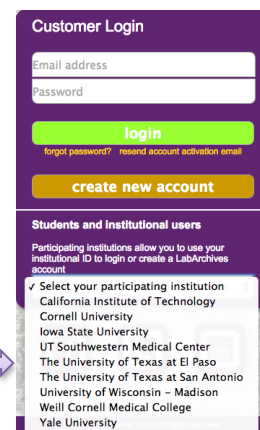 Customer Login
Email address
Password
login
forgot password? resend account activation email
create new account
Students and institutional users
Participating institutions allow you to use your
institutional ID to login or create a LabArchives
account
✓ Select your participating institution
California Institute of Technology
Cornell University
Iowa State University
UT Southwestern Medical Center
The University of Texas at El Paso
The University of Texas at San Antonio
University of Wisconsin – Madison
Weill Cornell Medical College
Yale University